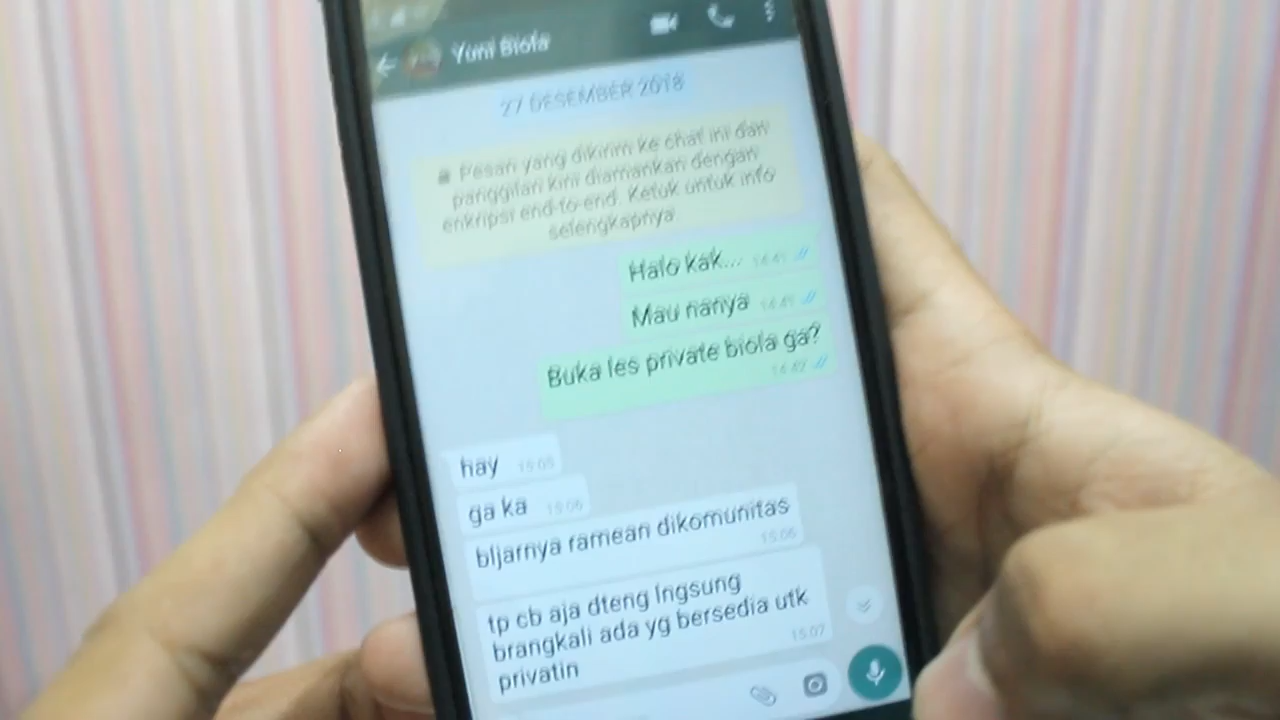 Yuni Biola
27 DESEMBER 2018
Pesan yang dikirim ke chat ini dan
panggilan kini diamankan dengan
enkripsi end-to-end. Ketuk untuk info
selengkapnya
Halo kak...
Mau nanya
Buka les private biola ga?
14:42
hay 15:05
ga ka 15:06
bljarnya ramean dikomunitas
15:06
tp cb aja dteng lngsung
brangkali ada yg bersedia utk
privatin
15:07